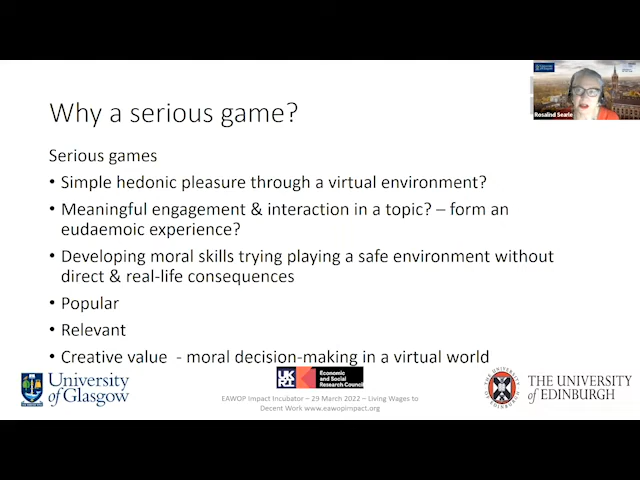 Why a serious game?
Serious games
• Simple hedonic pleasure through a virtual environment?
• Meaningful engagement & interaction in a topic? – form an
eudaemoic experience?
• Developing moral skills trying playing a safe environment without
direct & real-life consequences
• Popular
• Relevant
• Creative value - moral decision-making in a virtual world
Rosalind Searle
University
of Glasgow
UK
RI
Economic
and Social
Research Council
EAWOP Impact Incubator – 29 March 2022 – Living Wages to
Decent Work www.eawopimpact.org
THE UNIVERSITY
of EDINBURGH